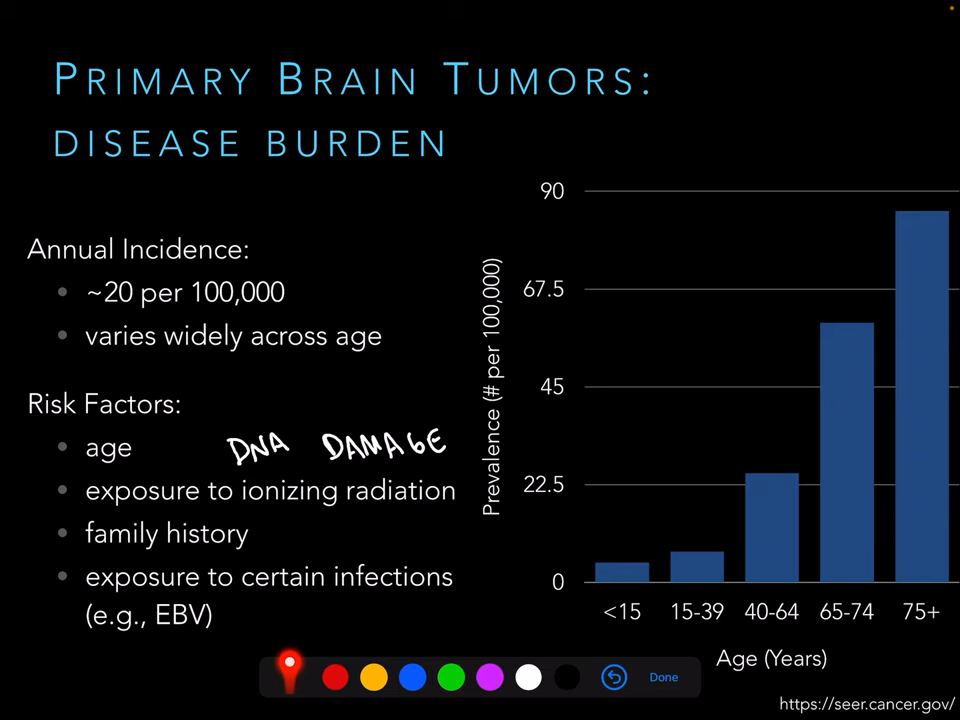 PRIMARY BRAIN TUMORS:
DISEASE BURDEN
Annual Incidence:
• ~20 per 100,000
• varies widely across age
Risk Factors:
• age
DNA DAMAGE
• exposure to ionizing radiation
• family history
• exposure to certain infections
(e.g., EBV)
Prevalence (# per 100,000)
90
67.5
45
22.5
0
<15 15-39 40-64 65-74 75+
Age (Years)
Done
https://seer.cancer.gov/